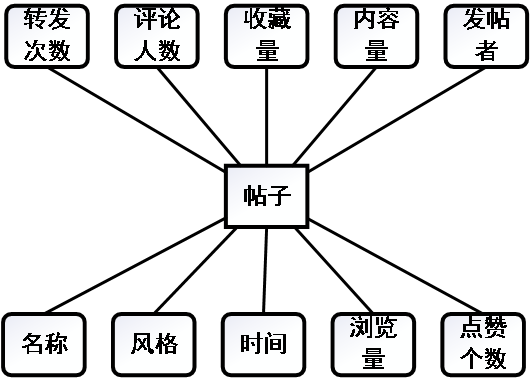 转发
次数
评论
人数
收藏
量
内容
量
发帖
者
帖子
名称
风格
时间
浏览
量
点赞
个数